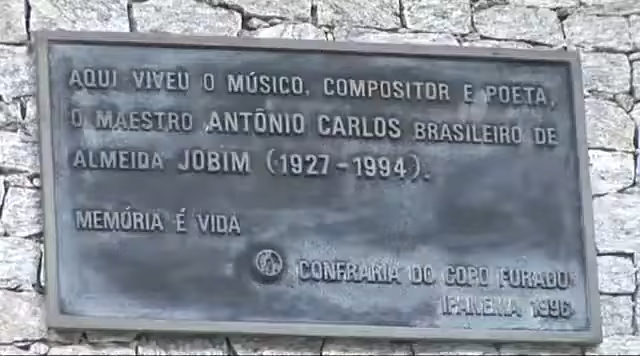 AQUI VIVEU O MÚSICO, COMPOSITOR E POETA,
O MAESTRO ANTÔNIO CARLOS BRASILEIRO DE
ALMEIDA JOBIM (1927-1994).
MEMÓRIA É VIDA
CONFRARIA DO COPO FURADO
IPANEMA 1996